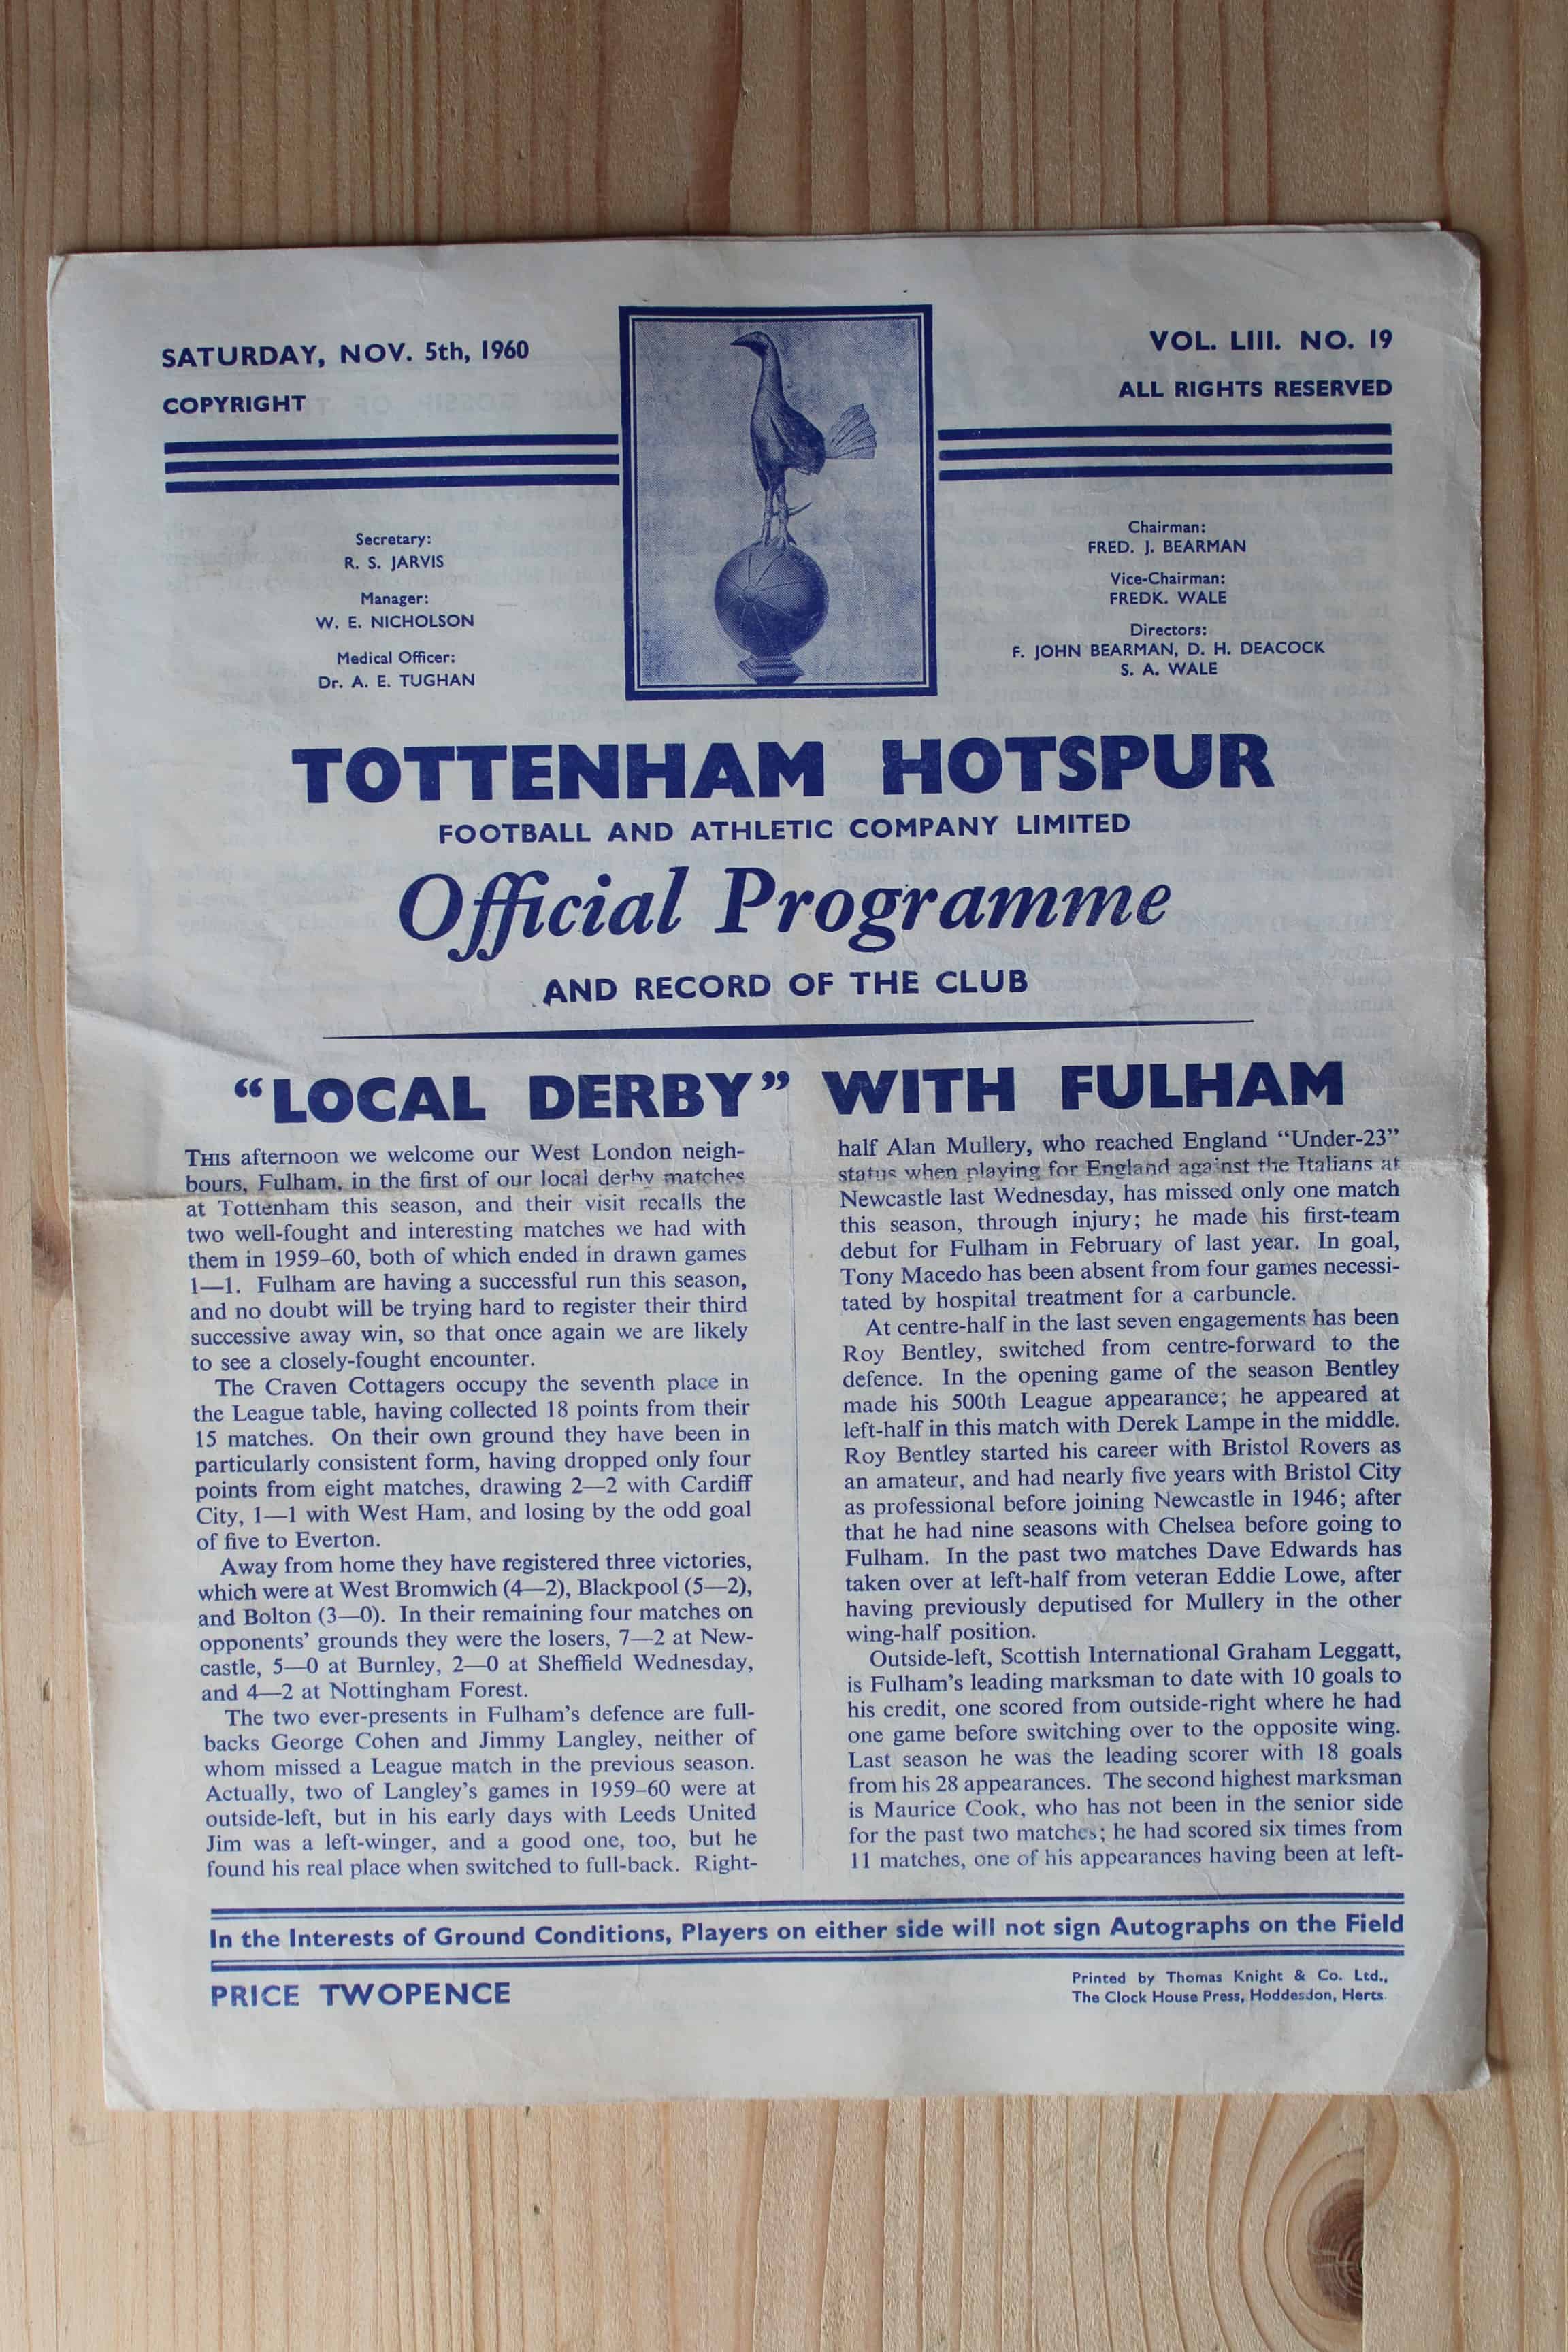 SATURDAY, NOV. 5th, 1960
COPYRIGHT
VOL. LIII. NO. 19
ALL RIGHTS RESERVED
Secretary:
R. S. JARVIS
Manager:
W. E. NICHOLSON
Medical Officer:
Dr. A. E. TUGHAN
Chairman:
FRED. J. BEARMAN
Vice-Chairman:
FREDK. WALE
Directors:
F. JOHN BEARMAN, D. H. DEACOCK
S. A. WALE
TOTTENHAM HOTSPUR
FOOTBALL AND ATHLETIC COMPANY LIMITED
Official Programme
AND RECORD OF THE CLUB
“LOCAL DERBY” WITH FULHAM
THIS afternoon we welcome our West London neigh-
bours, Fulham, in the first of our local derby matches
at Tottenham this season, and their visit recalls the
two well-fought and interesting matches we had with
them in 1959–60, both of which ended in drawn games
1—1. Fulham are having a successful run this season,
and no doubt will be trying hard to register their third
successive away win, so that once again we are likely
to see a closely-fought encounter.
The Craven Cottagers occupy the seventh place in
the League table, having collected 18 points from their
15 matches. On their own ground they have been in
particularly consistent form, having dropped only four
points from eight matches, drawing 2—2 with Cardiff
City, 1—1 with West Ham, and losing by the odd goal
of five to Everton.
Away from home they have registered three victories,
which were at West Bromwich (4—2), Blackpool (5—2),
and Bolton (3—0). In their remaining four matches on
opponents’ grounds they were the losers, 7—2 at New-
castle, 5—0 at Burnley, 2—0 at Sheffield Wednesday,
and 4—2 at Nottingham Forest.
The two ever-presents in Fulham’s defence are full-
backs George Cohen and Jimmy Langley, neither of
whom missed a League match in the previous season.
Actually, two of Langley’s games in 1959–60 were at
outside-left, but in his early days with Leeds United
Jim was a left-winger, and a good one, too, but he
found his real place when switched to full-back. Right-
half Alan Mullery, who reached England “Under-23”
status when playing for England against the Italians at
Newcastle last Wednesday, has missed only one match
this season, through injury; he made his first-team
debut for Fulham in February of last year. In goal,
Tony Macedo has been absent from four games necessi-
tated by hospital treatment for a carbuncle.
At centre-half in the last seven engagements has been
Roy Bentley, switched from centre-forward to the
defence. In the opening game of the season Bentley
made his 500th League appearance; he appeared at
left-half in this match with Derek Lampe in the middle.
Roy Bentley started his career with Bristol Rovers as
an amateur, and had nearly five years with Bristol City
as professional before joining Newcastle in 1946; after
that he had nine seasons with Chelsea before going to
Fulham. In the past two matches Dave Edwards has
taken over at left-half from veteran Eddie Lowe, after
having previously deputised for Mullery in the other
wing-half position.
Outside-left, Scottish International Graham Leggatt,
is Fulham’s leading marksman to date with 10 goals to
his credit, one scored from outside-right where he had
one game before switching over to the opposite wing.
Last season he was the leading scorer with 18 goals
from his 28 appearances. The second highest marksman
is Maurice Cook, who has not been in the senior side
for the past two matches; he had scored six times from
11 matches, one of his appearances having been at left-
In the Interests of Ground Conditions, Players on either side will not sign Autographs on the Field
PRICE TWOPENCE
Printed by Thomas Knight & Co. Ltd.,
The Clock House Press, Hoddesdon, Herts.